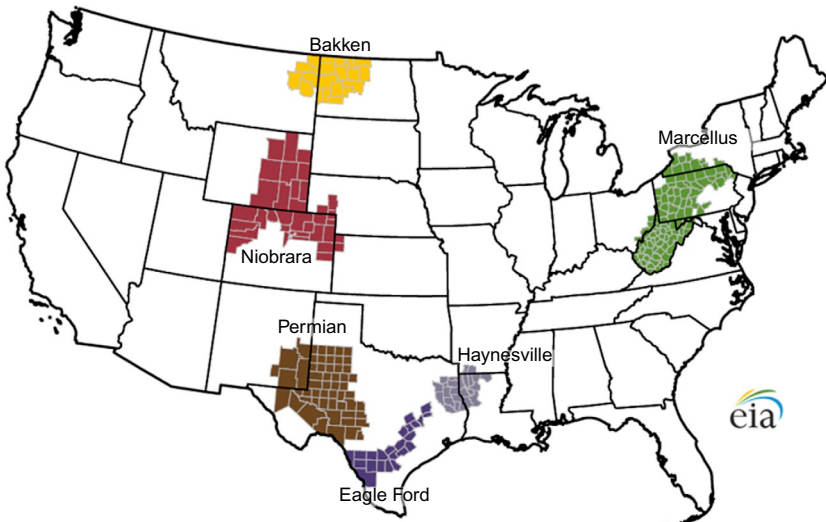 Bakken
Marcellus
Niobrara
Permian
Haynesville
eia
Eagle Ford